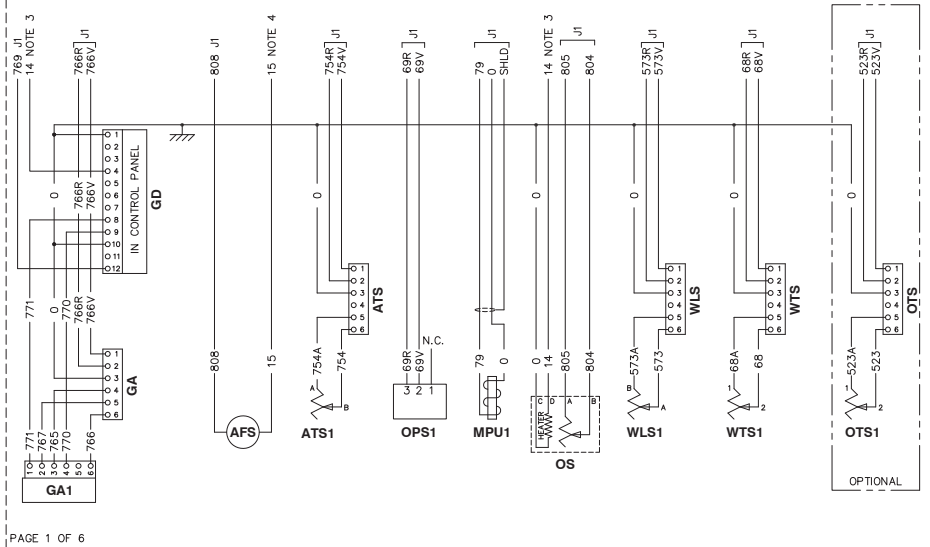 769 J1
14 NOTE 3
766R
766V
J1
808 J1
15 NOTE 4
754R
754V
J1
69R
69V
J1
79
0
SHLD
J1
14 NOTE 3
805
804
J1
573R
573V
J1
68R
68V
J1
523R
523V
J1
1
2
3
4
5
6
7
8
9
10
11
12
IN CONTROL PANEL
GD
0
766R
766V
771
0
770
766R
766V
1
2
3
4
5
6
GA
771
767
765
770
766
1
2
3
4
5
6
GA1
808
15
AFS
0
1
2
3
4
5
6
ATS
754A
754
A
B
ATS1
N.C.
69R
69V
3 2 1
OPS1
79
0
MPU1
0
0
14
805
804
C
D
A
B
HEATER
OS
0
1
2
3
4
5
6
WLS
573A
573
B
A
WLS1
0
1
2
3
4
5
6
WTS
68A
68
1
2
WTS1
0
1
2
3
4
5
6
OTS
523A
523
1
2
OTS1
OPTIONAL
PAGE 1 OF 6